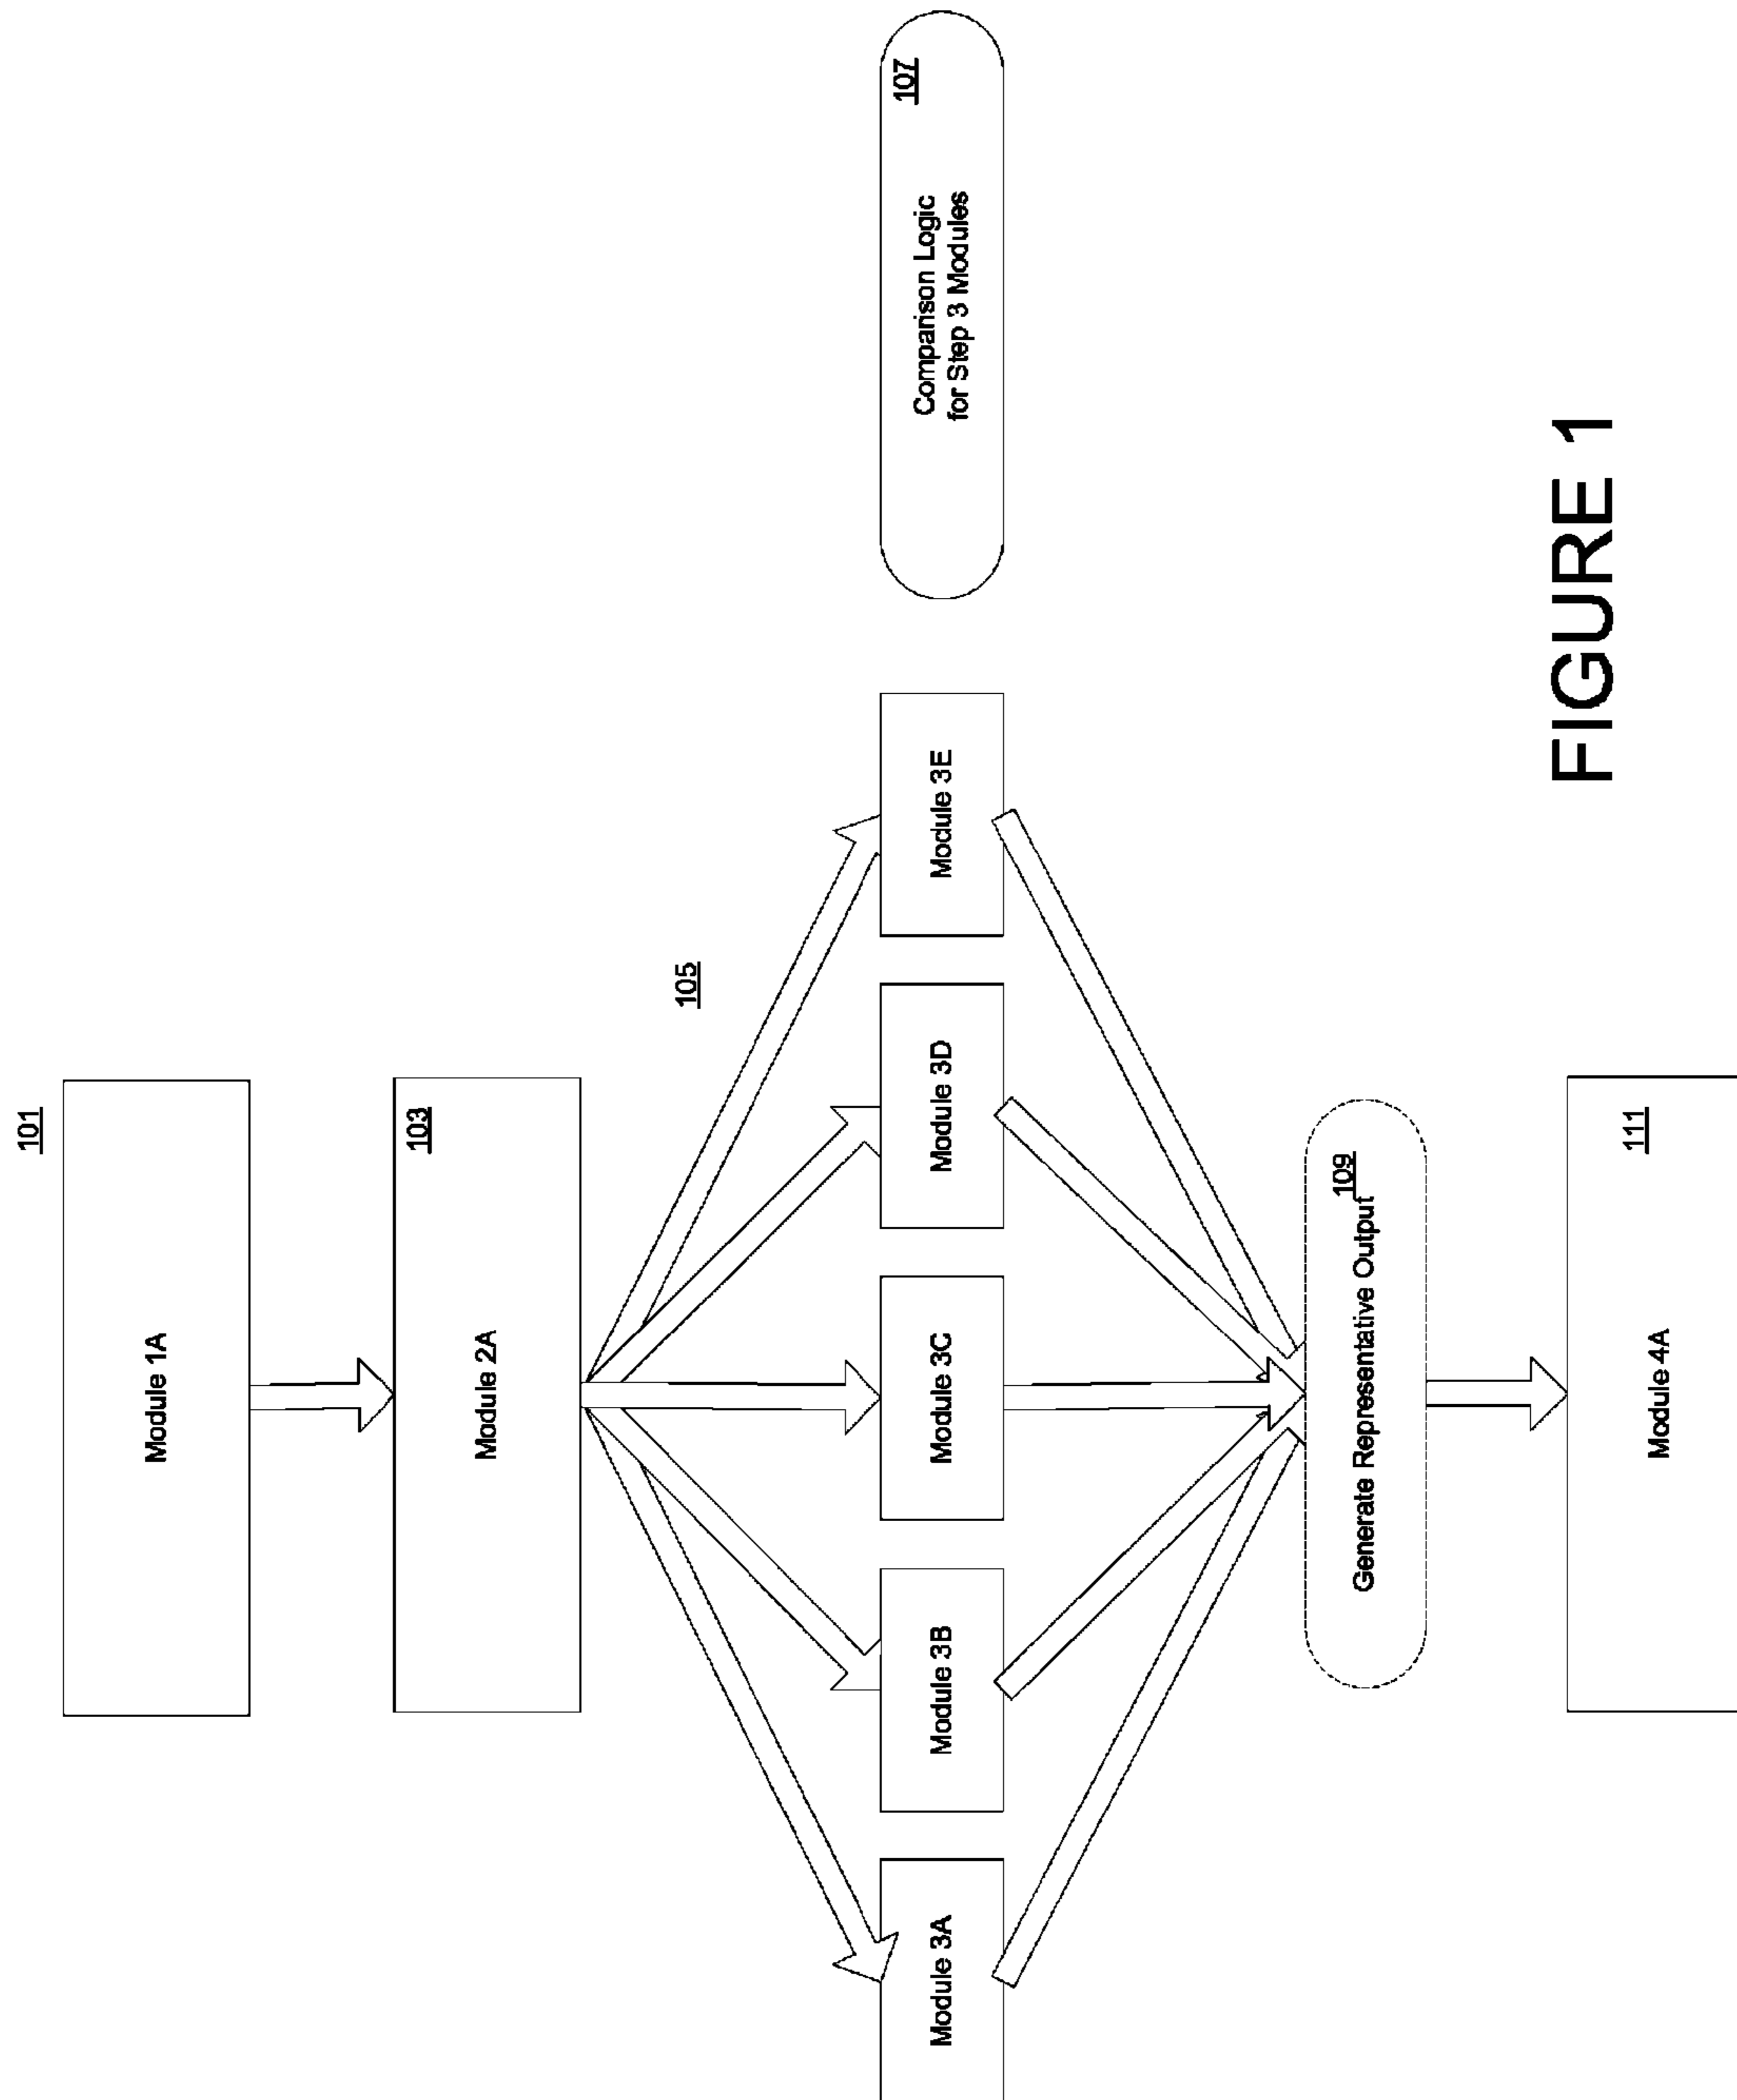 101
Module 1A
103
Module 2A
105
Module 3A
Module 3B
Module 3C
Module 3D
Module 3E
107
Comparison Logic
for Step 3 Modules
109
Generate Representative Output
111
Module 4A
FIGURE 1